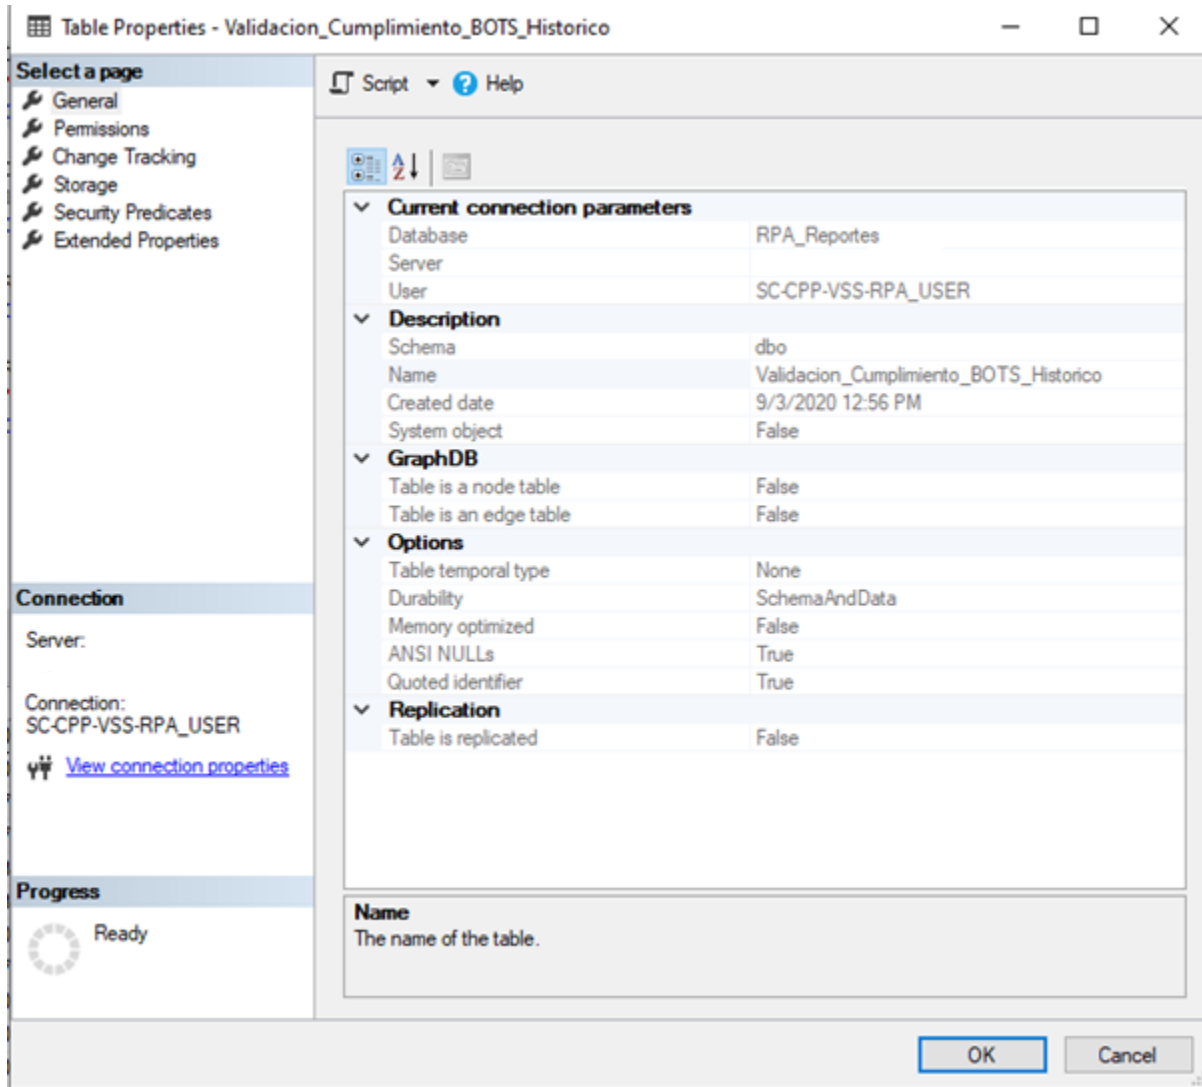 Table Properties - Validacion_Cumplimiento_BOTS_Historico
Select a page
General
Permissions
Change Tracking
Storage
Security Predicates
Extended Properties
Connection
Server:
Connection:
SC-CPP-VSS-RPA_USER
View connection properties
Progress
Ready
Script Help
Current connection parameters
Database RPA_Reportes
Server
User SC-CPP-VSS-RPA_USER
Description
Schema dbo
Name Validacion_Cumplimiento_BOTS_Historico
Created date 9/3/2020 12:56 PM
System object False
GraphDB
Table is a node table False
Table is an edge table False
Options
Table temporal type None
Durability SchemaAndData
Memory optimized False
ANSI NULLs True
Quoted identifier True
Replication
Table is replicated False
Name
The name of the table.
OK Cancel